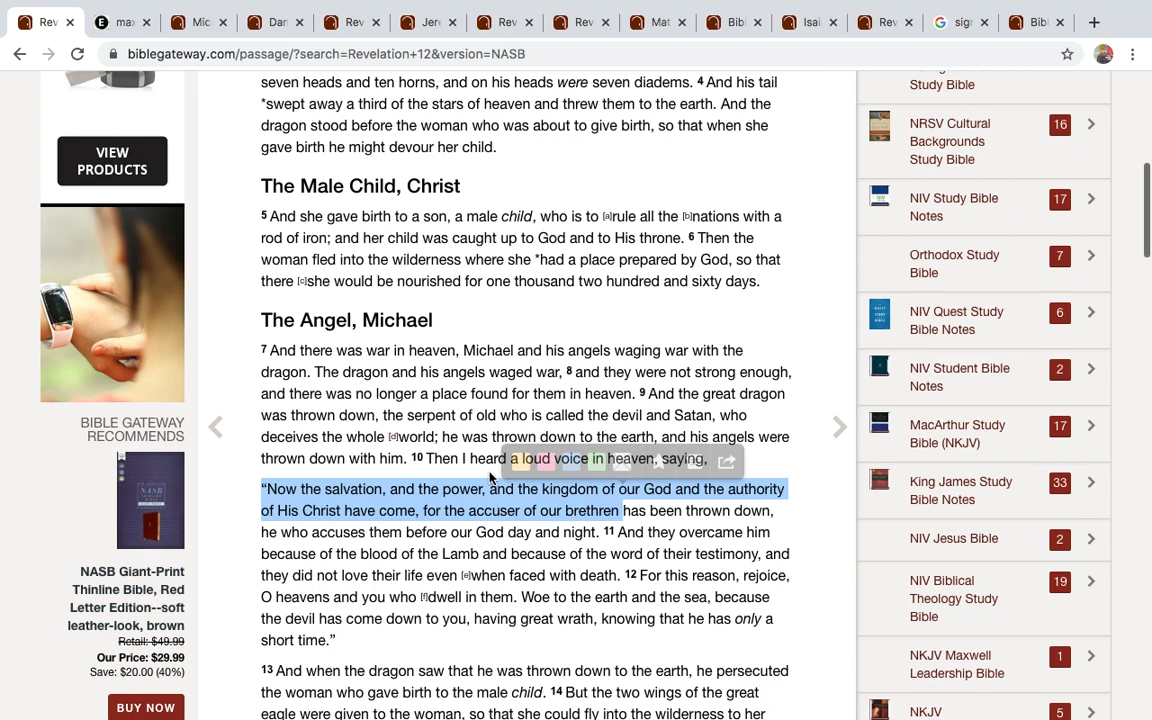 Rev
max
Mic
Dan
Rev
Jere
Rev
Rev
Mat
Bibl
Isai
Rev
sign
Bibl
biblegateway.com/passage/?search=Revelation+12&version=NASB
VIEW
PRODUCTS
BIBLE GATEWAY
RECOMMENDS
NASB Giant-Print
Thinline Bible, Red
Letter Edition--soft
leather-look, brown
Retail: $49.99
Our Price: $29.99
Save: $20.00 (40%)
BUY NOW
seven heads and ten horns, and on his heads were seven diadems. 4 And his tail
*swept away a third of the stars of heaven and threw them to the earth. And the
dragon stood before the woman who was about to give birth, so that when she
gave birth he might devour her child.
The Male Child, Christ
5 And she gave birth to a son, a male child, who is to [a]rule all the [b]nations with a
rod of iron; and her child was caught up to God and to His throne. 6 Then the
woman fled into the wilderness where she *had a place prepared by God, so that
there [c]she would be nourished for one thousand two hundred and sixty days.
The Angel, Michael
7 And there was war in heaven, Michael and his angels waging war with the
dragon. The dragon and his angels waged war, 8 and they were not strong enough,
and there was no longer a place found for them in heaven. 9 And the great dragon
was thrown down, the serpent of old who is called the devil and Satan, who
deceives the whole [d]world; he was thrown down to the earth, and his angels were
thrown down with him. 10 Then I heard a loud voice in heaven, saying,
“Now the salvation, and the power, and the kingdom of our God and the authority
of His Christ have come, for the accuser of our brethren has been thrown down,
he who accuses them before our God day and night. 11 And they overcame him
because of the blood of the Lamb and because of the word of their testimony, and
they did not love their life even [e]when faced with death. 12 For this reason, rejoice,
O heavens and you who [f]dwell in them. Woe to the earth and the sea, because
the devil has come down to you, having great wrath, knowing that he has only a
short time.”
13 And when the dragon saw that he was thrown down to the earth, he persecuted
the woman who gave birth to the male child. 14 But the two wings of the great
eagle were given to the woman, so that she could fly into the wilderness to her
Study Bible
NRSV Cultural 16
Backgrounds
Study Bible
NIV Study Bible 17
Notes
Orthodox Study 7
Bible
NIV Quest Study 6
Bible Notes
NIV Student Bible 2
Notes
MacArthur Study 17
Bible (NKJV)
King James Study 33
Bible Notes
NIV Jesus Bible 2
NIV Biblical 19
Theology Study
Bible
NKJV Maxwell 1
Leadership Bible
NKJV 5